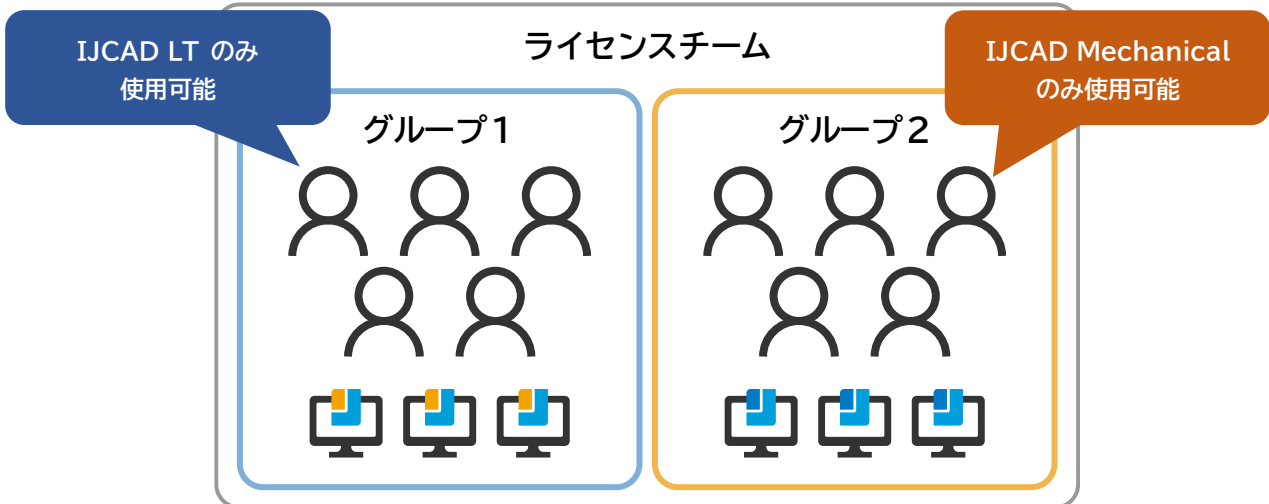 IJCAD LT のみ
使用可能
ライセンスチーム
IJCAD Mechanical
のみ使用可能
グループ1
グループ2